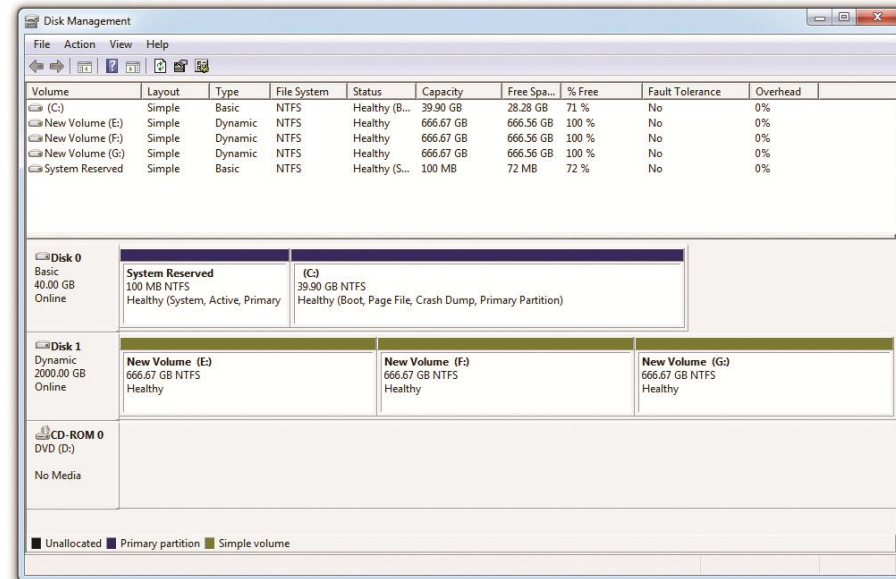 Disk Management
File Action View Help
Volume Layout Type File System Status Capacity Free Spa... % Free Fault Tolerance Overhead
(C:) Simple Basic NTFS Healthy (B... 39.90 GB 28.28 GB 71 % No 0%
New Volume (E:) Simple Dynamic NTFS Healthy 666.67 GB 666.56 GB 100 % No 0%
New Volume (F:) Simple Dynamic NTFS Healthy 666.67 GB 666.56 GB 100 % No 0%
New Volume (G:) Simple Dynamic NTFS Healthy 666.67 GB 666.56 GB 100 % No 0%
System Reserved Simple Basic NTFS Healthy (S... 100 MB 72 MB 72 % No 0%
Disk 0
Basic
40.00 GB
Online
System Reserved
100 MB NTFS
Healthy (System, Active, Primary
(C:)
39.90 GB NTFS
Healthy (Boot, Page File, Crash Dump, Primary Partition)
Disk 1
Dynamic
2000.00 GB
Online
New Volume (E:)
666.67 GB NTFS
Healthy
New Volume (F:)
666.67 GB NTFS
Healthy
New Volume (G:)
666.67 GB NTFS
Healthy
CD-ROM 0
DVD (D:)
No Media
Unallocated Primary partition Simple volume